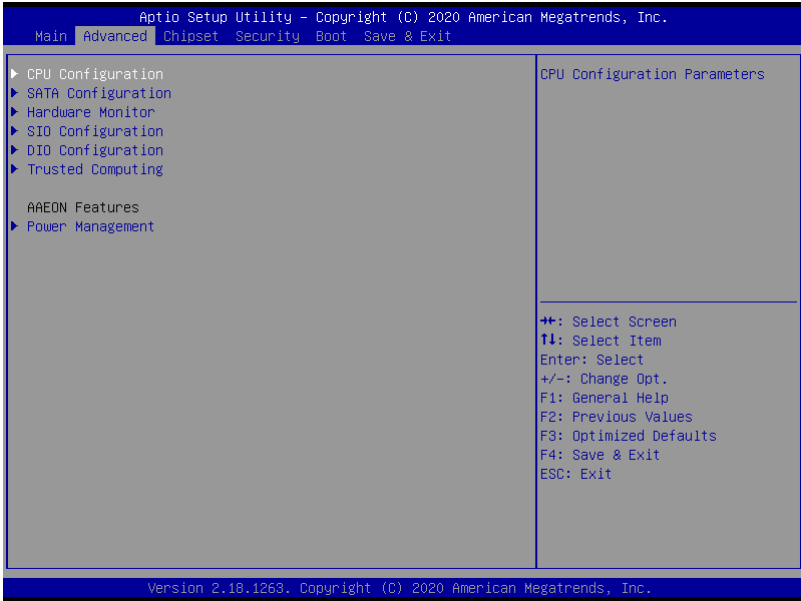 Aptio Setup Utility – Copyright (C) 2020 American Megatrends, Inc.
Main Advanced Chipset Security Boot Save & Exit
▶ CPU Configuration
▶ SATA Configuration
▶ Hardware Monitor
▶ SIO Configuration
▶ DIO Configuration
▶ Trusted Computing
AAEON Features
▶ Power Management
CPU Configuration Parameters
→←: Select Screen
↑↓: Select Item
Enter: Select
+/-: Change Opt.
F1: General Help
F2: Previous Values
F3: Optimized Defaults
F4: Save & Exit
ESC: Exit
Version 2.18.1263. Copyright (C) 2020 American Megatrends, Inc.